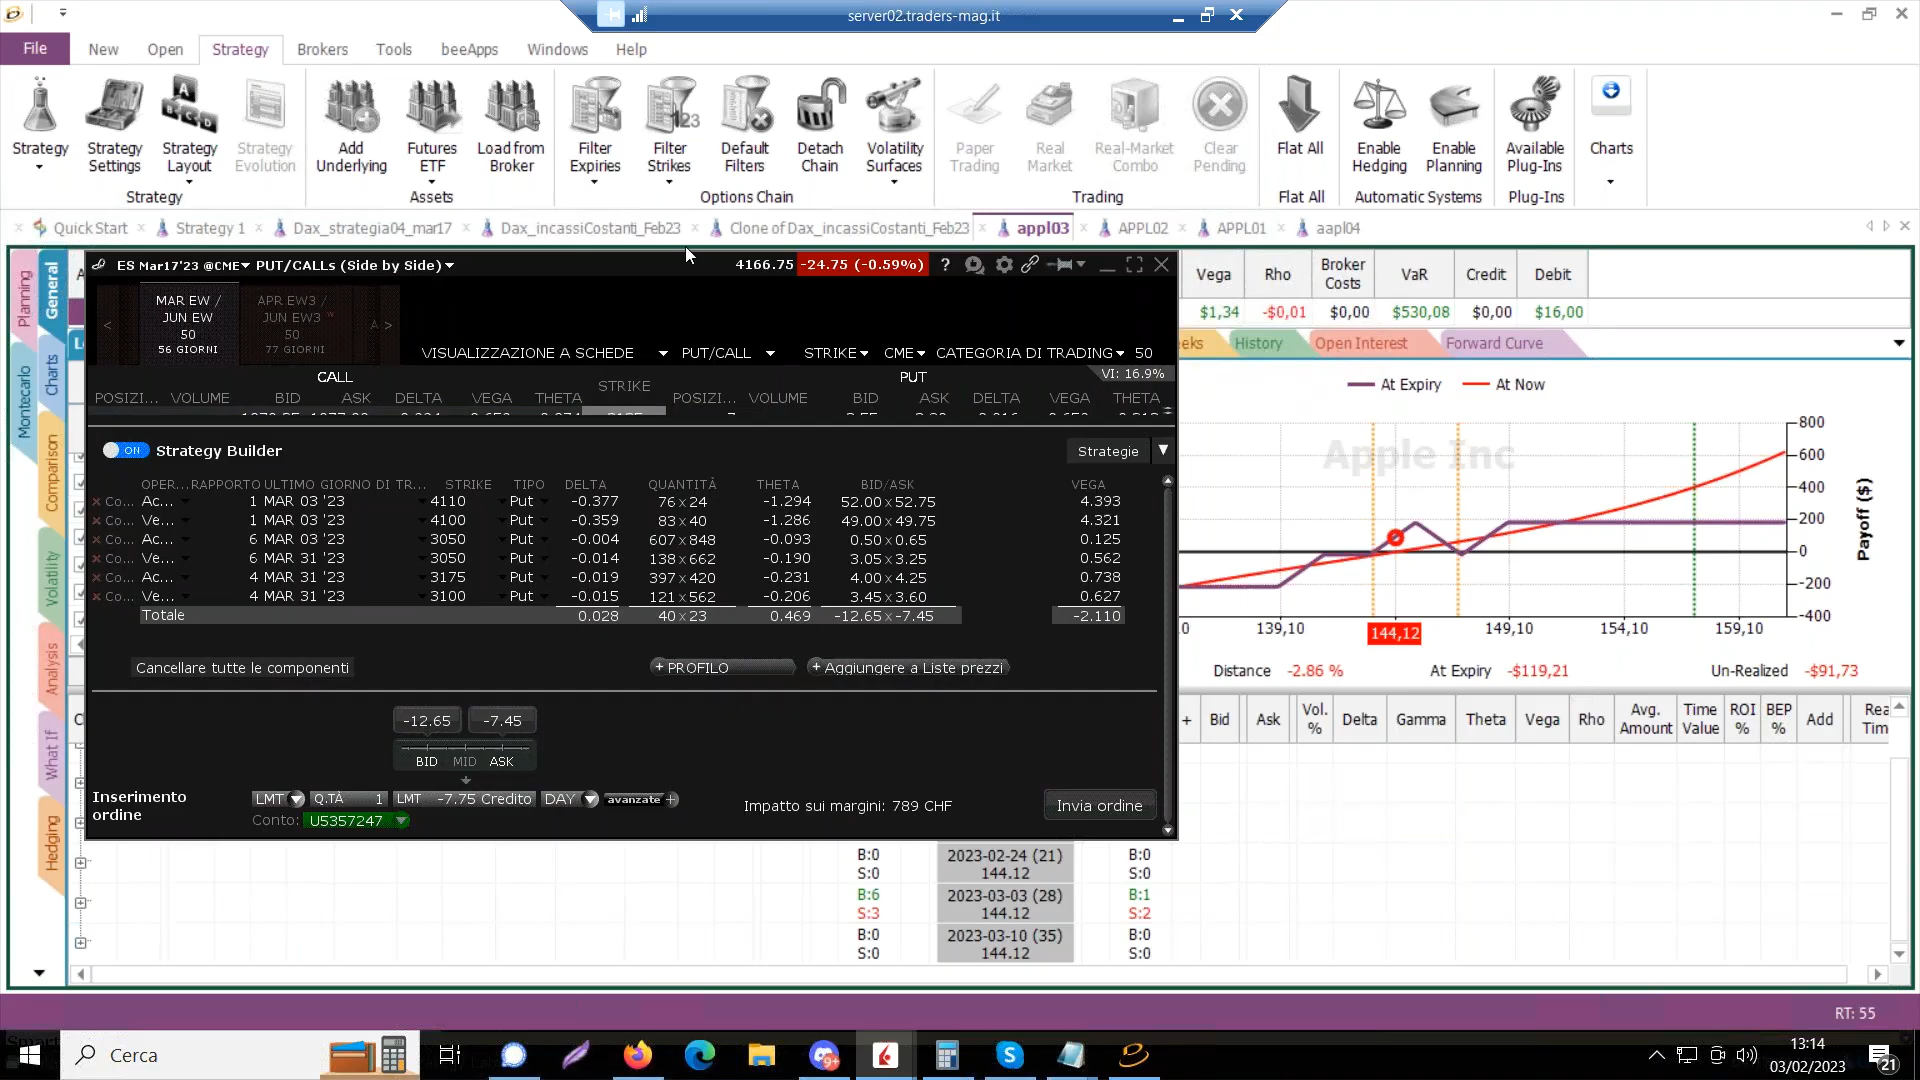 server02.traders-mag.it
File New Open Strategy Brokers Tools beeApps Windows Help
Strategy
Strategy Settings
Strategy Layout
Strategy Evolution
Add Underlying
Futures ETF
Load from Broker
Filter Expiries
Filter Strikes
Default Filters
Detach Chain
Volatility Surfaces
Paper Trading
Real Market
Real-Market Combo
Clear Pending
Flat All
Enable Hedging
Enable Planning
Available Plug-Ins
Charts
Strategy Assets Options Chain Trading Flat All Automatic Systems Plug-Ins
Quick Start Strategy 1 Dax_strategia04_mar17 Dax_incassiCostanti_Feb23 Clone of Dax_incassiCostanti_Feb23 appl03 APPL02 APPL01 aapl04
Planning
Montecarlo
General
Charts
Comparison
Volatility
Analysis
What If
Hedging
ES Mar17'23 @CME PUT/CALLs (Side by Side) 4166.75 -24.75 (-0.59%) ?
MAR EW / JUN EW 50 56 GIORNI
APR EW3 / JUN EW3 W 50 77 GIORNI
< A >
VISUALIZZAZIONE A SCHEDE PUT/CALL STRIKE CME CATEGORIA DI TRADING 50
CALL STRIKE PUT VI: 16.9%
POSIZI... VOLUME BID ASK DELTA VEGA THETA POSIZI... VOLUME BID ASK DELTA VEGA THETA
ON Strategy Builder Strategie
OPER... RAPPORTO ULTIMO GIORNO DI TR... STRIKE TIPO DELTA QUANTITÀ THETA BID/ASK VEGA
Co... Ac... 1 MAR 03 '23 4110 Put -0.377 76 x 24 -1.294 52.00 x 52.75 4.393
Co... Ve... 1 MAR 03 '23 4100 Put -0.359 83 x 40 -1.286 49.00 x 49.75 4.321
Co... Ac... 6 MAR 03 '23 3050 Put -0.004 607 x 848 -0.093 0.50 x 0.65 0.125
Co... Ve... 6 MAR 31 '23 3050 Put -0.014 138 x 662 -0.190 3.05 x 3.25 0.562
Co... Ac... 4 MAR 31 '23 3175 Put -0.019 397 x 420 -0.231 4.00 x 4.25 0.738
Co... Ve... 4 MAR 31 '23 3100 Put -0.015 121 x 562 -0.206 3.45 x 3.60 0.627
Totale 0.028 40 x 23 0.469 -12.65 x -7.45 -2.110
Cancellare tutte le componenti + PROFILO + Aggiungere a Liste prezzi
-12.65 -7.45
BID MID ASK
Inserimento ordine LMT Q.TÀ 1 LMT -7.75 Credito DAY avanzate + Impatto sui margini: 789 CHF Invia ordine
Conto: U5357247
Vega Rho Broker Costs VaR Credit Debit
$1,34 -$0,01 $0,00 $530,08 $0,00 $16,00
eeks History Open Interest Forward Curve
At Expiry At Now
Apple Inc
800
600
400
200
0
-200
-400
Payoff ($)
139,10 144,12 149,10 154,10 159,10
Distance -2.86 % At Expiry -$119,21 Un-Realized -$91,73
+ Bid Ask Vol. % Delta Gamma Theta Vega Rho Avg. Amount Time Value ROI % BEP % Add Rea Tim
B:0 2023-02-24 (21) B:0
S:0 144.12 S:0
B:6 2023-03-03 (28) B:1
S:3 144.12 S:2
B:0 2023-03-10 (35) B:0
S:0 144.12 S:0
RT: 55
Cerca
9+
13:14
03/02/2023
21